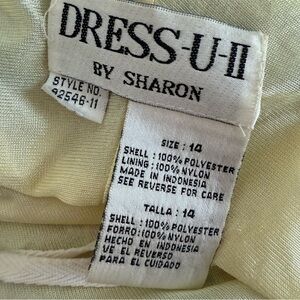 DRESS-U-II
BY SHARON
STYLE NO.
92546-11
SIZE : 14
SHELL : 100% POLYESTER
LINING : 100% NYLON
MADE IN INDONESIA
SEE REVERSE FOR CARE
TALLA : 14
SHELL : 100% POLYESTER
FORRO : 100% NYLON
HECHO EN INDONESIA
VE EL REVERSO
PARA EL CUIDADO